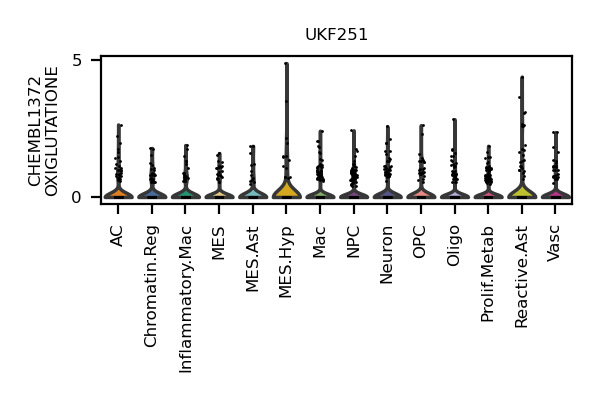 UKF251
CHEMBL1372
OXIGLUTATIONE
5
0
AC
Chromatin.Reg
Inflammatory.Mac
MES
MES.Ast
MES.Hyp
Mac
NPC
Neuron
OPC
Oligo
Prolif.Metab
Reactive.Ast
Vasc